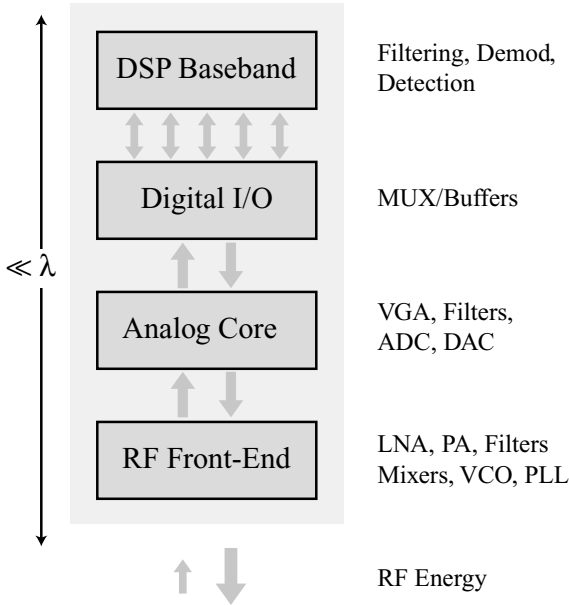 DSP Baseband
Filtering, Demod,
Detection
Digital I/O
MUX/Buffers
≪ λ
Analog Core
VGA, Filters,
ADC, DAC
RF Front-End
LNA, PA, Filters
Mixers, VCO, PLL
RF Energy